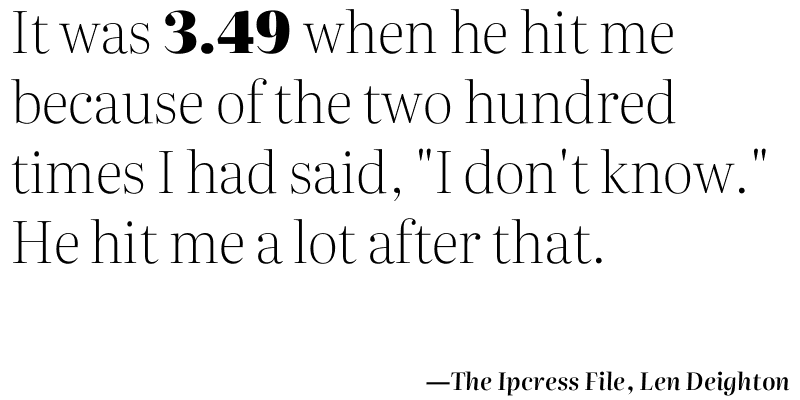 It was 3.49 when he hit me
because of the two hundred
times I had said, "I don't know."
He hit me a lot after that.
—The Ipcress File, Len Deighton